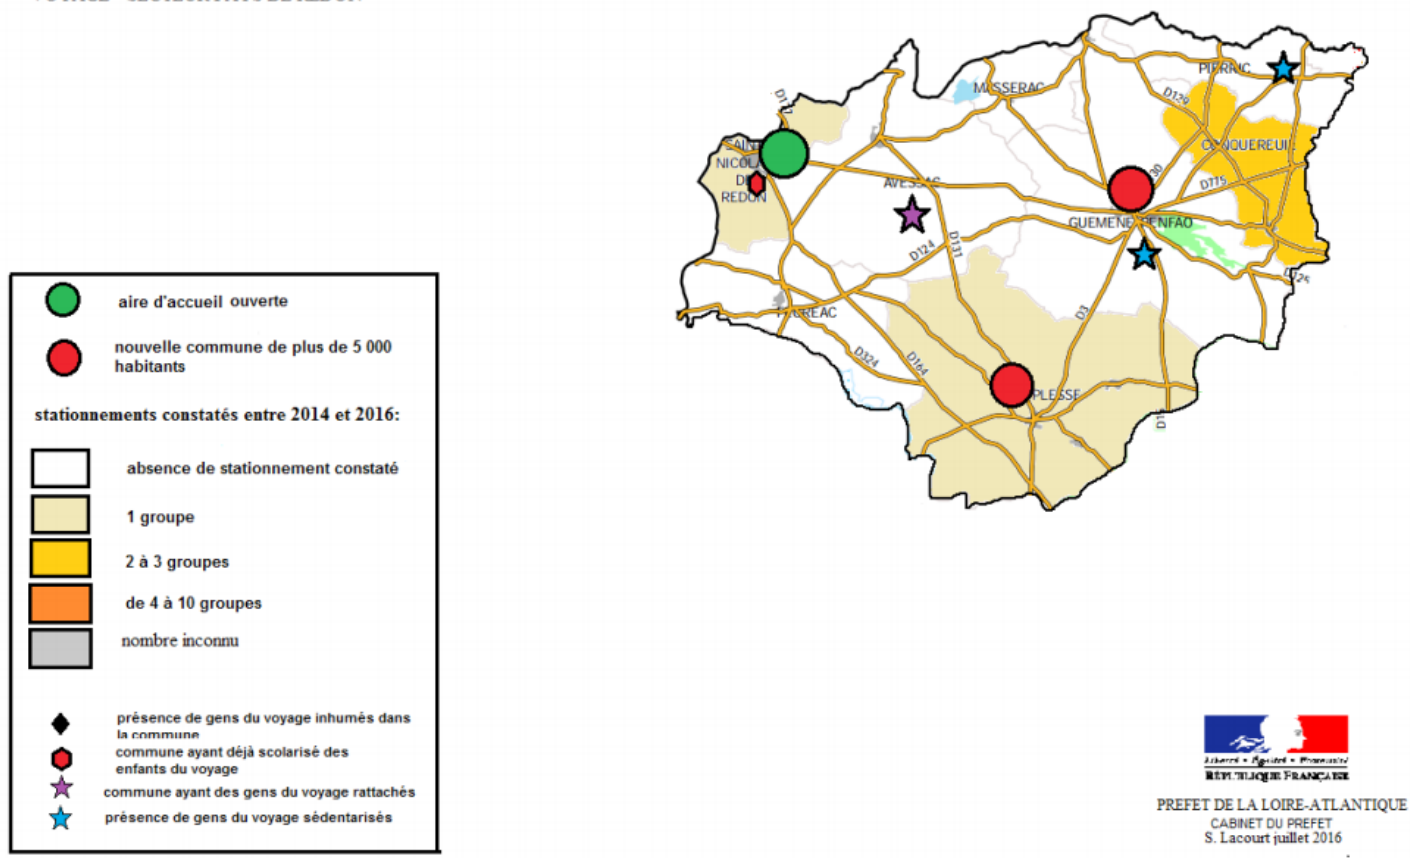 D117
PIERRIC
MASSERAC
D129
CONQUEREUIL
SAINT
NICOLAS
DE
REDON
AVESSAC
D775
GUEMENE PENFAO
D124
D131
D125
D3
D324
D164
PLESSE
D15
aire d'accueil ouverte
nouvelle commune de plus de 5 000
habitants
stationnements constatés entre 2014 et 2016:
absence de stationnement constaté
1 groupe
2 à 3 groupes
de 4 à 10 groupes
nombre inconnu
présence de gens du voyage inhumés dans
la commune
commune ayant déjà scolarisé des
enfants du voyage
commune ayant des gens du voyage rattachés
présence de gens du voyage sédentarisés
Liberté • Égalité • Fraternité
RÉPUBLIQUE FRANÇAISE
PREFET DE LA LOIRE-ATLANTIQUE
CABINET DU PREFET
S. Lacourt juillet 2016